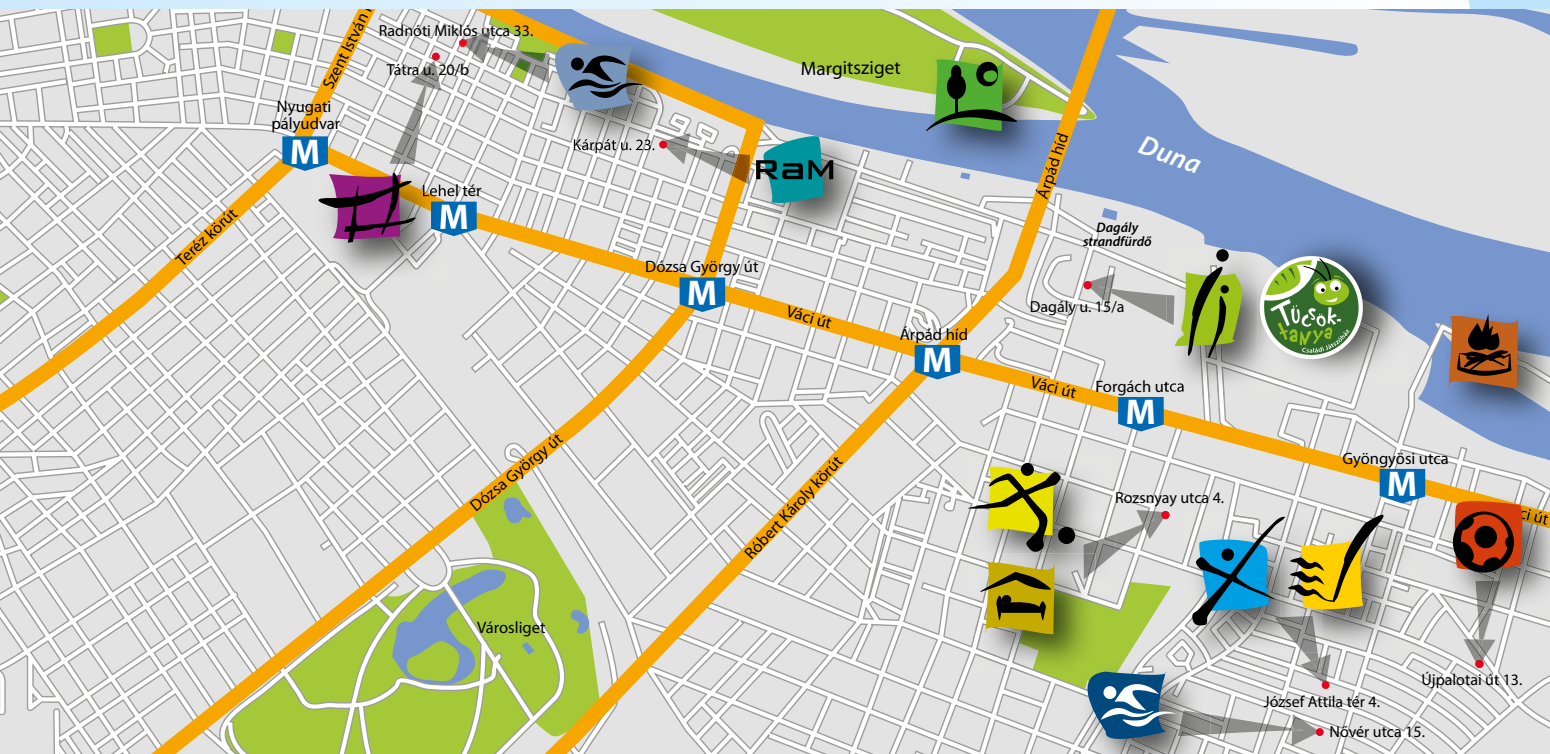 Szent István
Radnóti Miklós utca 33.
Tátra u. 20/b
Margitsziget
Nyugati
pályudvar
M
Kárpát u. 23.
RaM
Árpád híd
Duna
Lehel tér
M
Teréz körút
Dagály
strandfürdő
Dózsa György út
M
Dagály u. 15/a
Tücsök-
tanya
Családi Játszóház
Váci út
Árpád híd
M
Váci út
Forgách utca
M
Gyöngyösi utca
M
ci út
Dózsa György út
Róbert Károly körút
Rozsnyay utca 4.
Városliget
Újpalotai út 13.
József Attila tér 4.
Nővér utca 15.